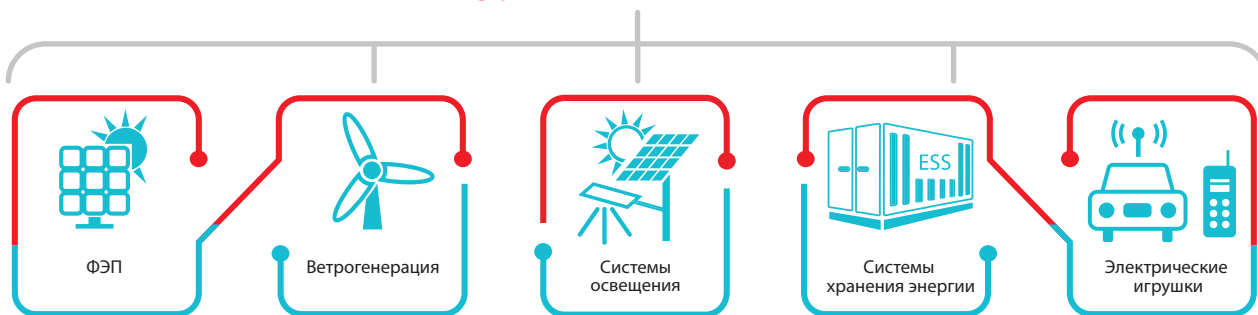 ESS
ФЭП
Ветрогенерация
Системы
освещения
Системы
хранения энергии
Электрические
игрушки